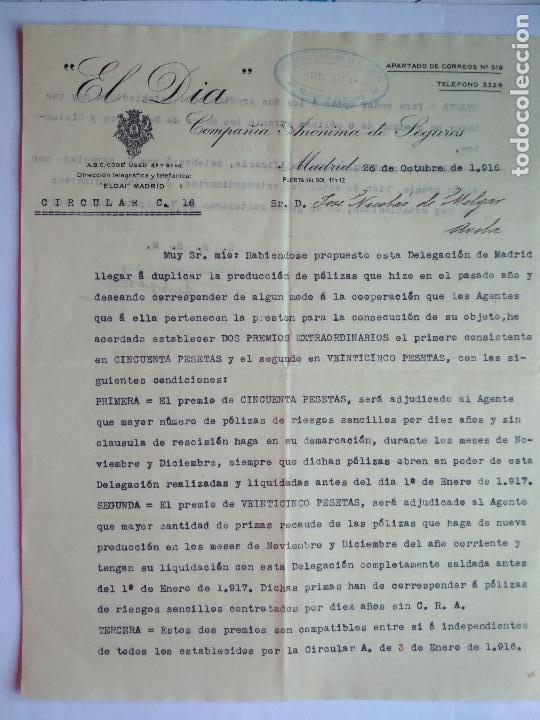 APARTADO DE CORREOS Nº 519
TELEFONO 3329
"El Dia"
Compañia Anónima de Seguros
A.B.C. CODE USED 4th y 5th ed.
Dirección telegráfica y telefónica:
"ELDAI" MADRID
Madrid 26 de Octubre de 1.916
PUERTA DEL SOL, 11 Y 12
CIRCULAR C. 16
Sr. D. José Nicolas de Melgar
Avila
Muy Sr. mio: Habiendose propuesto esta Delegación de Madrid
llegar á duplicar la producción de pólizas que hizo en el pasado año y
deseando corresponder de algun modo á la cooperación que los Agentes
que á ella pertenecen la presten para la consecución de su objeto,he
acordado establecer DOS PREMIOS EXTRAORDINARIOS el primero consistente
en CINCUENTA PESETAS y el segundo en VEINTICINCO PESETAS, con las si-
guientes condiciones:
PRIMERA = El premio de CINCUENTA PESETAS, será adjudicado al Agente
que mayor número de pólizas de riesgos sencillos por diez años y sin
clausula de rescisión haga en su demarcación, durante los meses de No-
viembre y Diciembre, siempre que dichas pólizas obren en poder de esta
Delegación realizadas y liquidadas antes del dia 1º de Enero de 1.917.
SEGUNDA = El premio de VEINTICINCO PESETAS, será adjudicado al Agente
que mayor cantidad de primas recaude de las pólizas que haga de nueva
producción en los meses de Noviembre y Diciembre del año corriente y
tengan su liquidación con esta Delegación completamente saldada antes
del 1º de Enero de 1.917. Dichas primas han de corresponder á pólizas
de riesgos sencillos contratados por diez años sin C. R. A.
TERCERA = Estos dos premios son compatibles entre si é independientes
de todos los establecidos por la Circular A. de 3 de Enero de 1.916.
todocoleccion.net